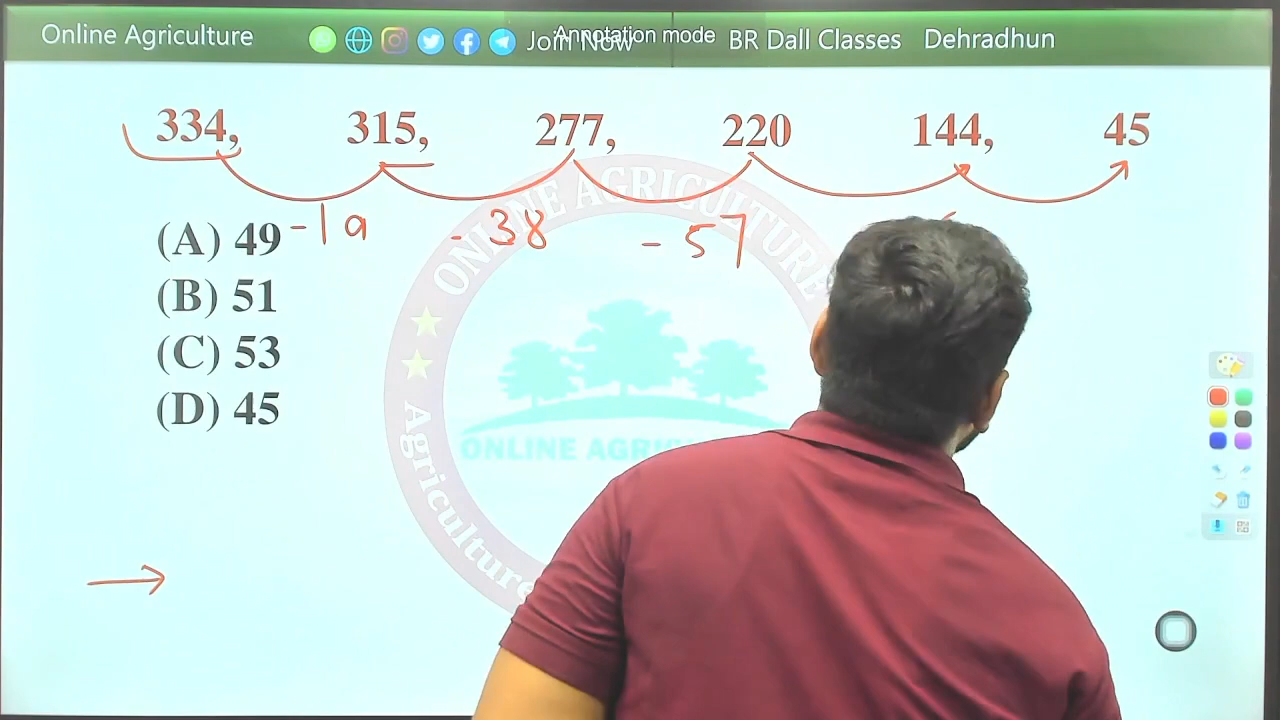 Online Agriculture Join Now Annotation mode BR Dall Classes Dehradhun
334, 315, 277, 220 144, 45
-19 -38 -57
(A) 49
(B) 51
(C) 53
(D) 45
ONLINE AGRICULTURE
ONLINE AGRI
Agriculture